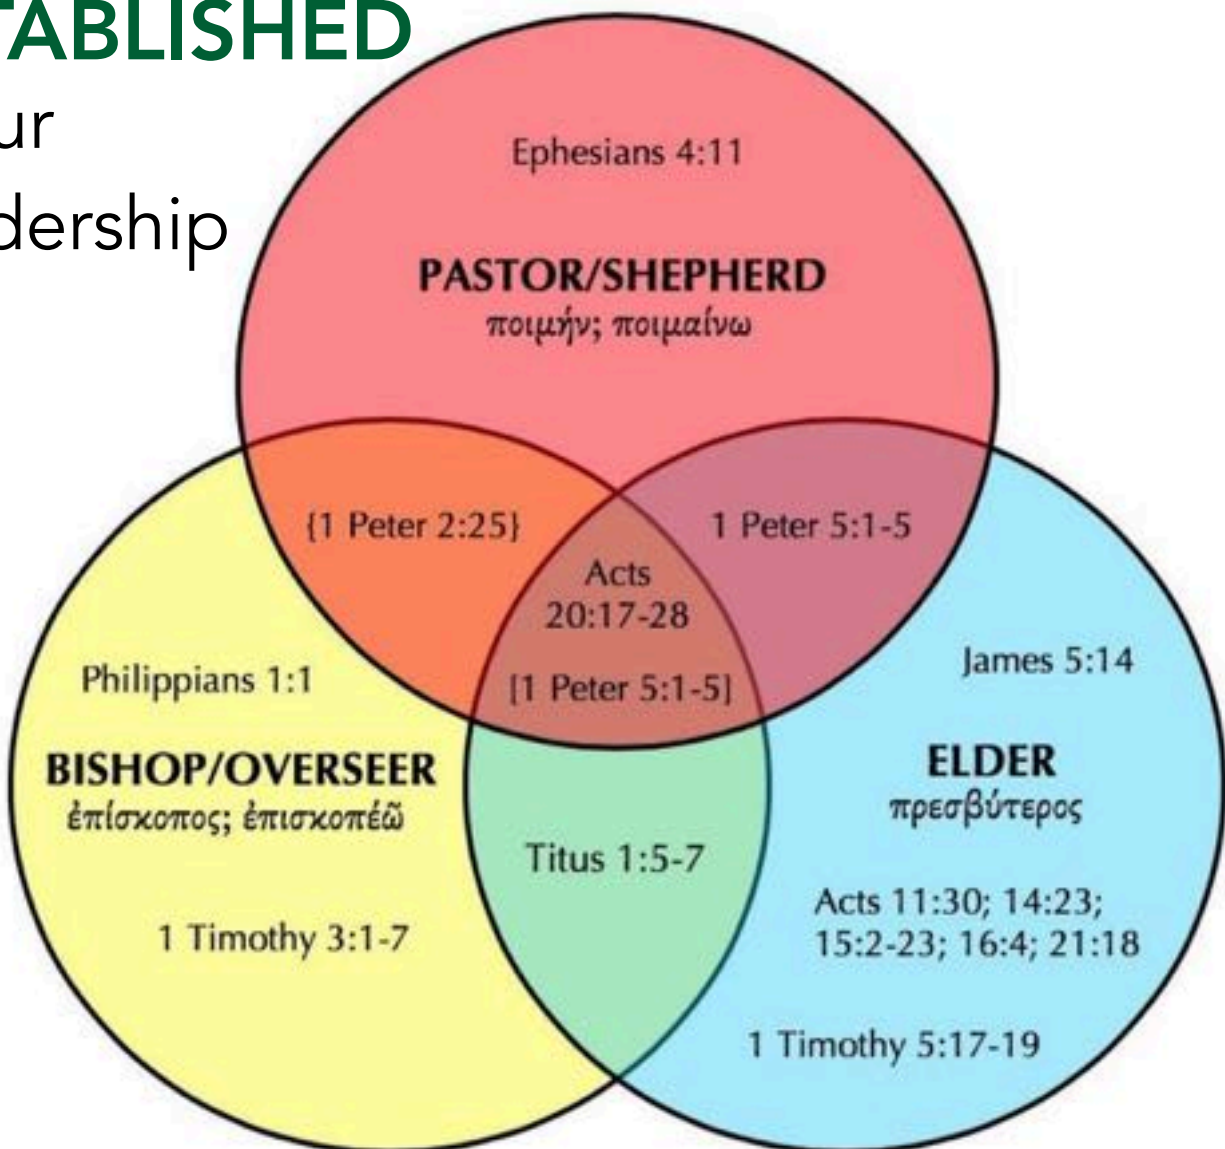 TABLISHED
ur
dership
Ephesians 4:11
PASTOR/SHEPHERD
ποιμήν; ποιμαίνω
{1 Peter 2:25}
1 Peter 5:1-5
Acts
20:17-28
[1 Peter 5:1-5]
Philippians 1:1
BISHOP/OVERSEER
ἐπίσκοπος; ἐπισκοπέω̃
1 Timothy 3:1-7
Titus 1:5-7
James 5:14
ELDER
πρεσβύτερος
Acts 11:30; 14:23;
15:2-23; 16:4; 21:18
1 Timothy 5:17-19